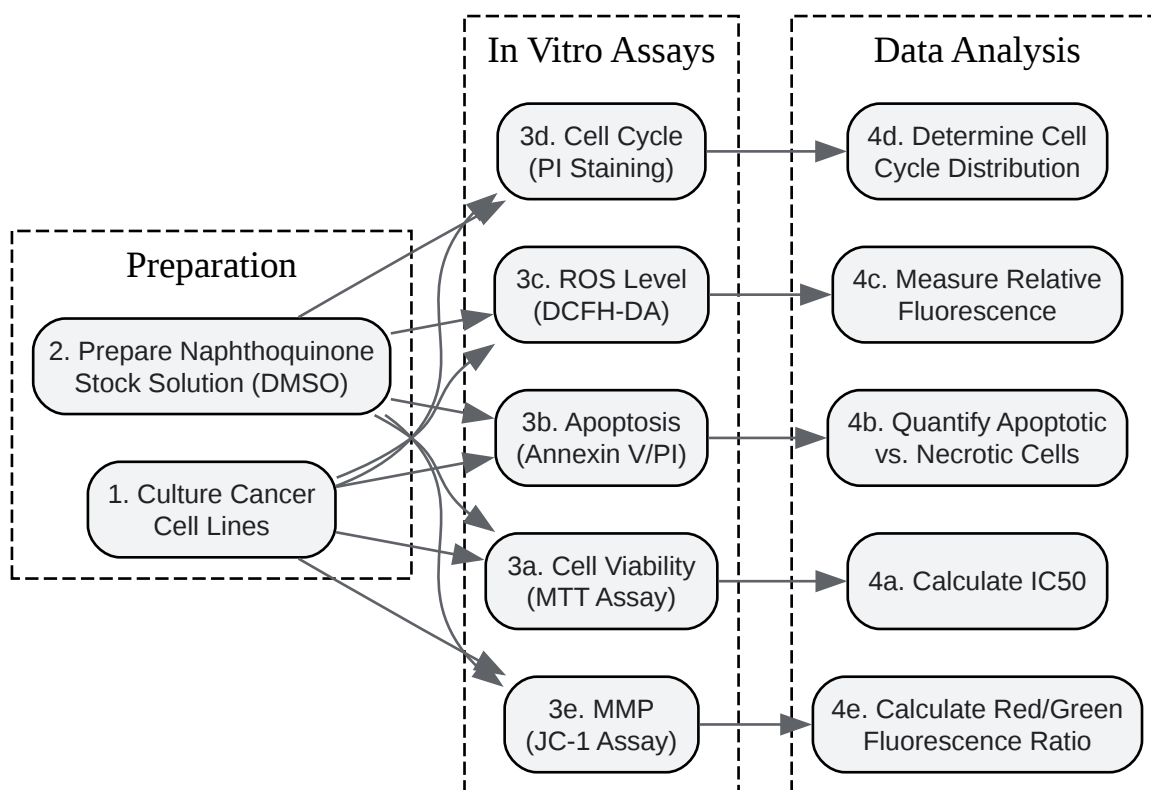 Preparation
2. Prepare Naphthoquinone
Stock Solution (DMSO)
1. Culture Cancer
Cell Lines
In Vitro Assays
3d. Cell Cycle
(PI Staining)
3c. ROS Level
(DCFH-DA)
3b. Apoptosis
(Annexin V/PI)
3a. Cell Viability
(MTT Assay)
3e. MMP
(JC-1 Assay)
Data Analysis
4d. Determine Cell
Cycle Distribution
4c. Measure Relative
Fluorescence
4b. Quantify Apoptotic
vs. Necrotic Cells
4a. Calculate IC50
4e. Calculate Red/Green
Fluorescence Ratio